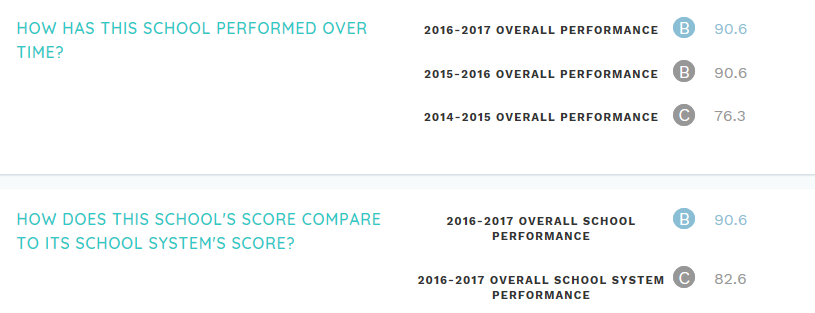 HOW HAS THIS SCHOOL PERFORMED OVER
TIME?
2016-2017 OVERALL PERFORMANCE B 90.6
2015-2016 OVERALL PERFORMANCE B 90.6
2014-2015 OVERALL PERFORMANCE C 76.3
HOW DOES THIS SCHOOL'S SCORE COMPARE
TO ITS SCHOOL SYSTEM'S SCORE?
2016-2017 OVERALL SCHOOL
PERFORMANCE B 90.6
2016-2017 OVERALL SCHOOL SYSTEM
PERFORMANCE C 82.6